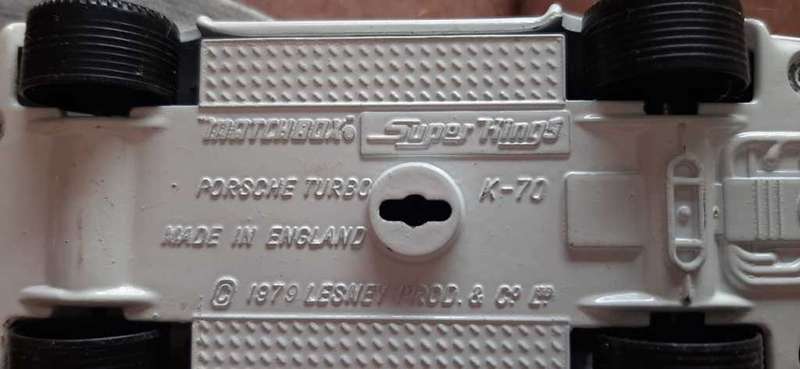 MATCHBOX® Super Kings
PORSCHE TURBO K-70
MADE IN ENGLAND
© 1979 LESNEY PROD. & CO LTD